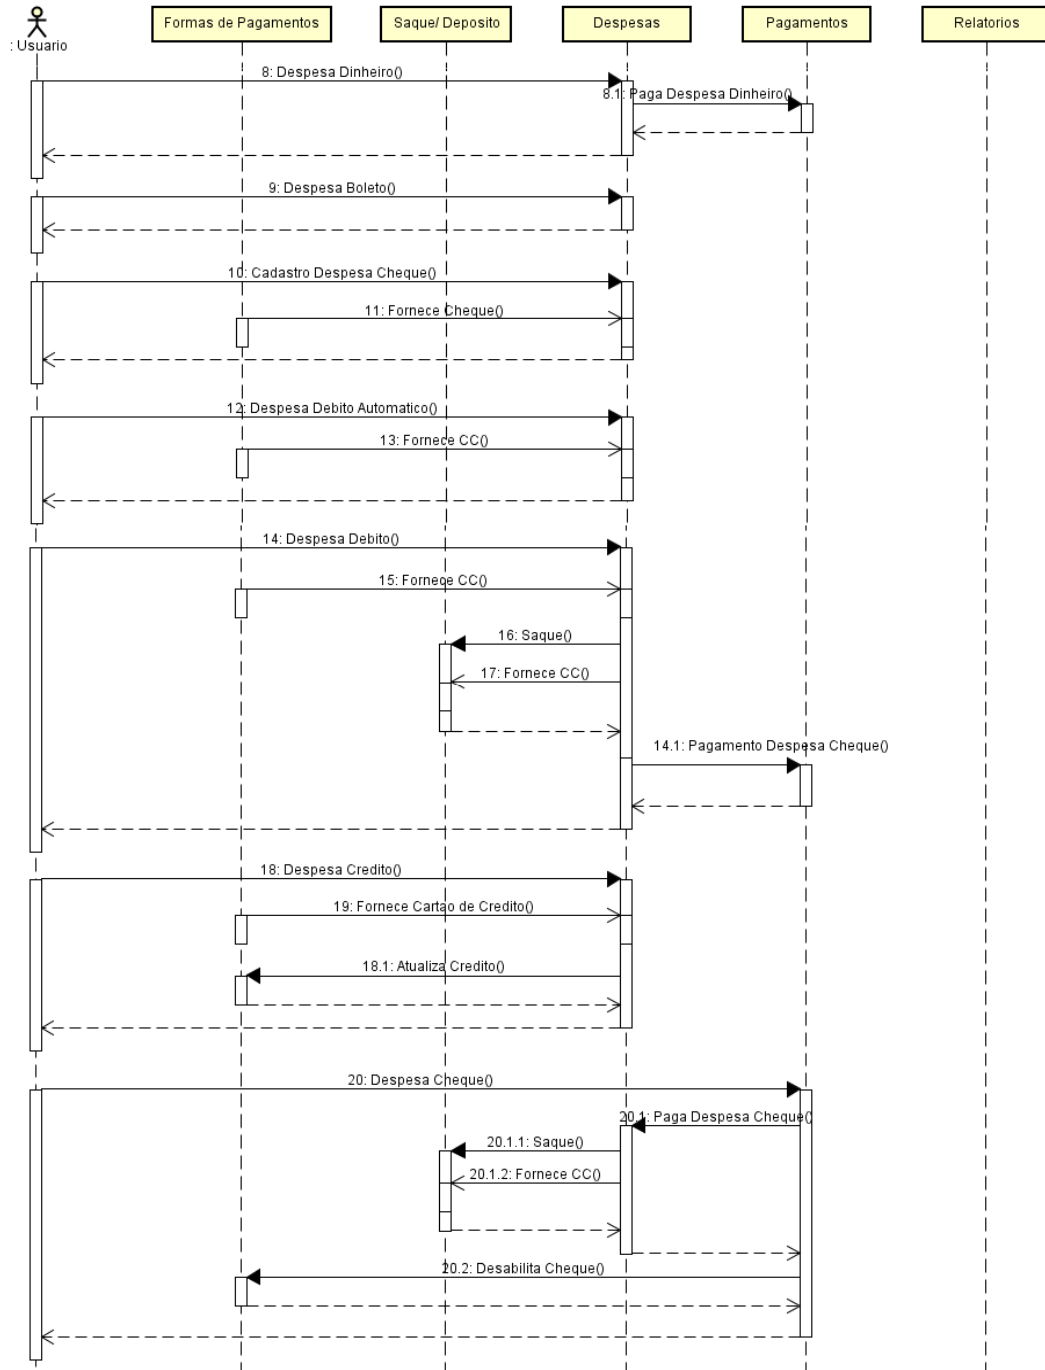 Formas de Pagamentos
Saque/ Deposito
Despesas
Pagamentos
Relatorios
: Usuario
8: Despesa Dinheiro()
8.1: Paga Despesa Dinheiro()
9: Despesa Boleto()
10: Cadastro Despesa Cheque()
11: Fornece Cheque()
12: Despesa Debito Automatico()
13: Fornece CC()
14: Despesa Debito()
15: Fornece CC()
16: Saque()
17: Fornece CC()
14.1: Pagamento Despesa Cheque()
18: Despesa Credito()
19: Fornece Cartao de Credito()
18.1: Atualiza Credito()
20: Despesa Cheque()
20.1: Paga Despesa Cheque()
20.1.1: Saque()
20.1.2: Fornece CC()
20.2: Desabilita Cheque()